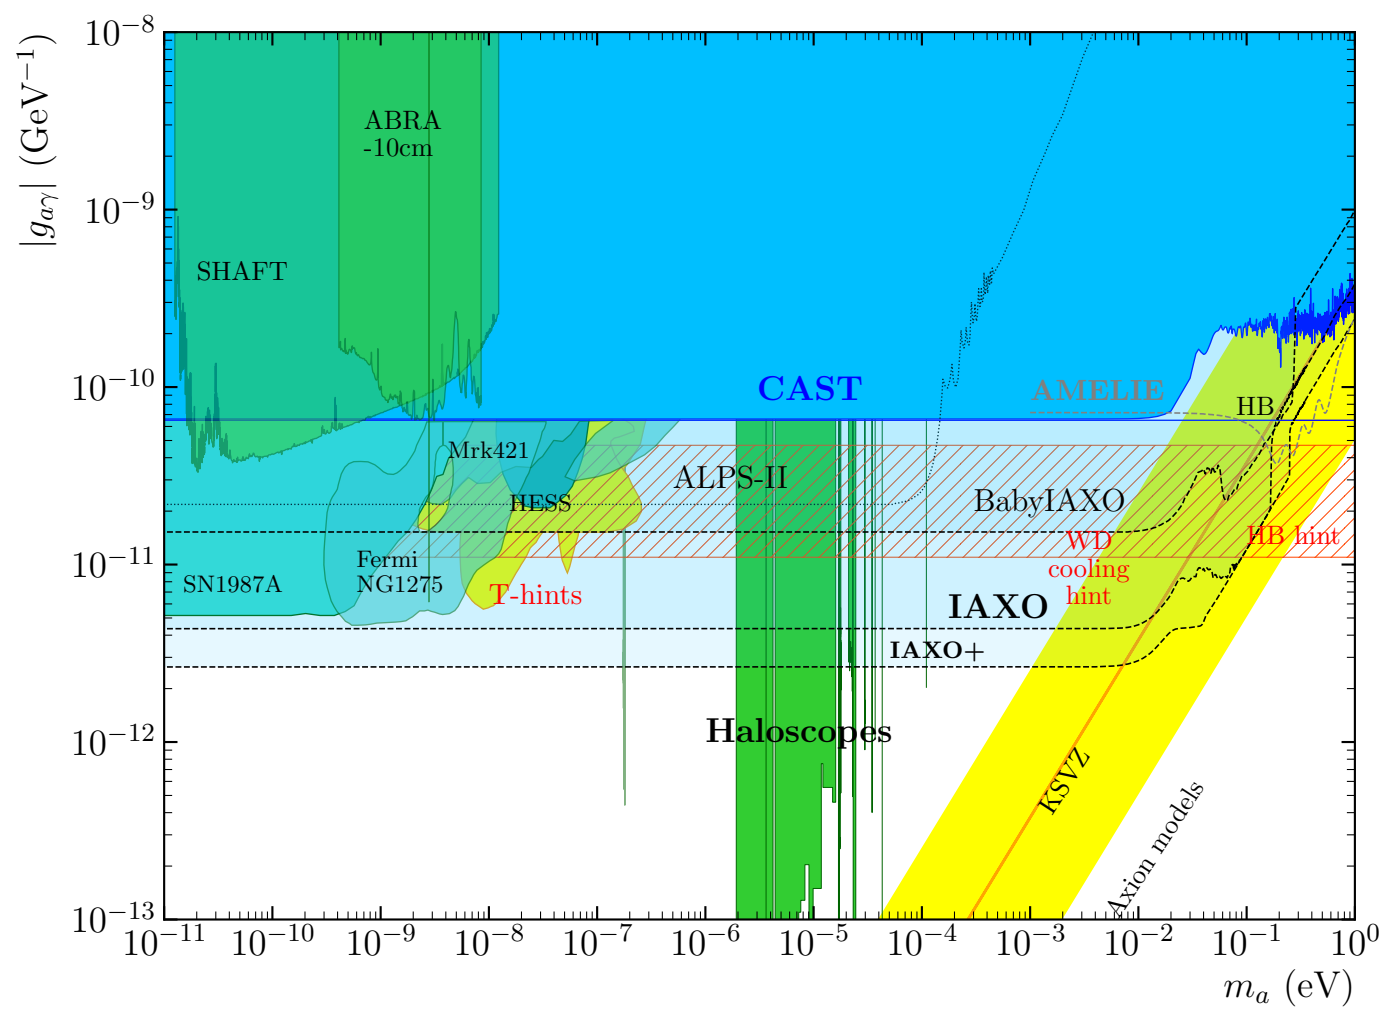 10⁻⁸
10⁻⁹
10⁻¹⁰
10⁻¹¹
10⁻¹²
10⁻¹³
|g_{aγ}| (GeV⁻¹)
ABRA
-10cm
SHAFT
CAST
AMELIE
HB
Mrk421
ALPS-II
HESS
BabyIAXO
WD
cooling
hint
HB hint
Fermi
NG1275
SN1987A
T-hints
IAXO
IAXO+
Haloscopes
KSVZ
Axion models
10⁻¹¹ 10⁻¹⁰ 10⁻⁹ 10⁻⁸ 10⁻⁷ 10⁻⁶ 10⁻⁵ 10⁻⁴ 10⁻³ 10⁻² 10⁻¹ 10⁰
m_a (eV)